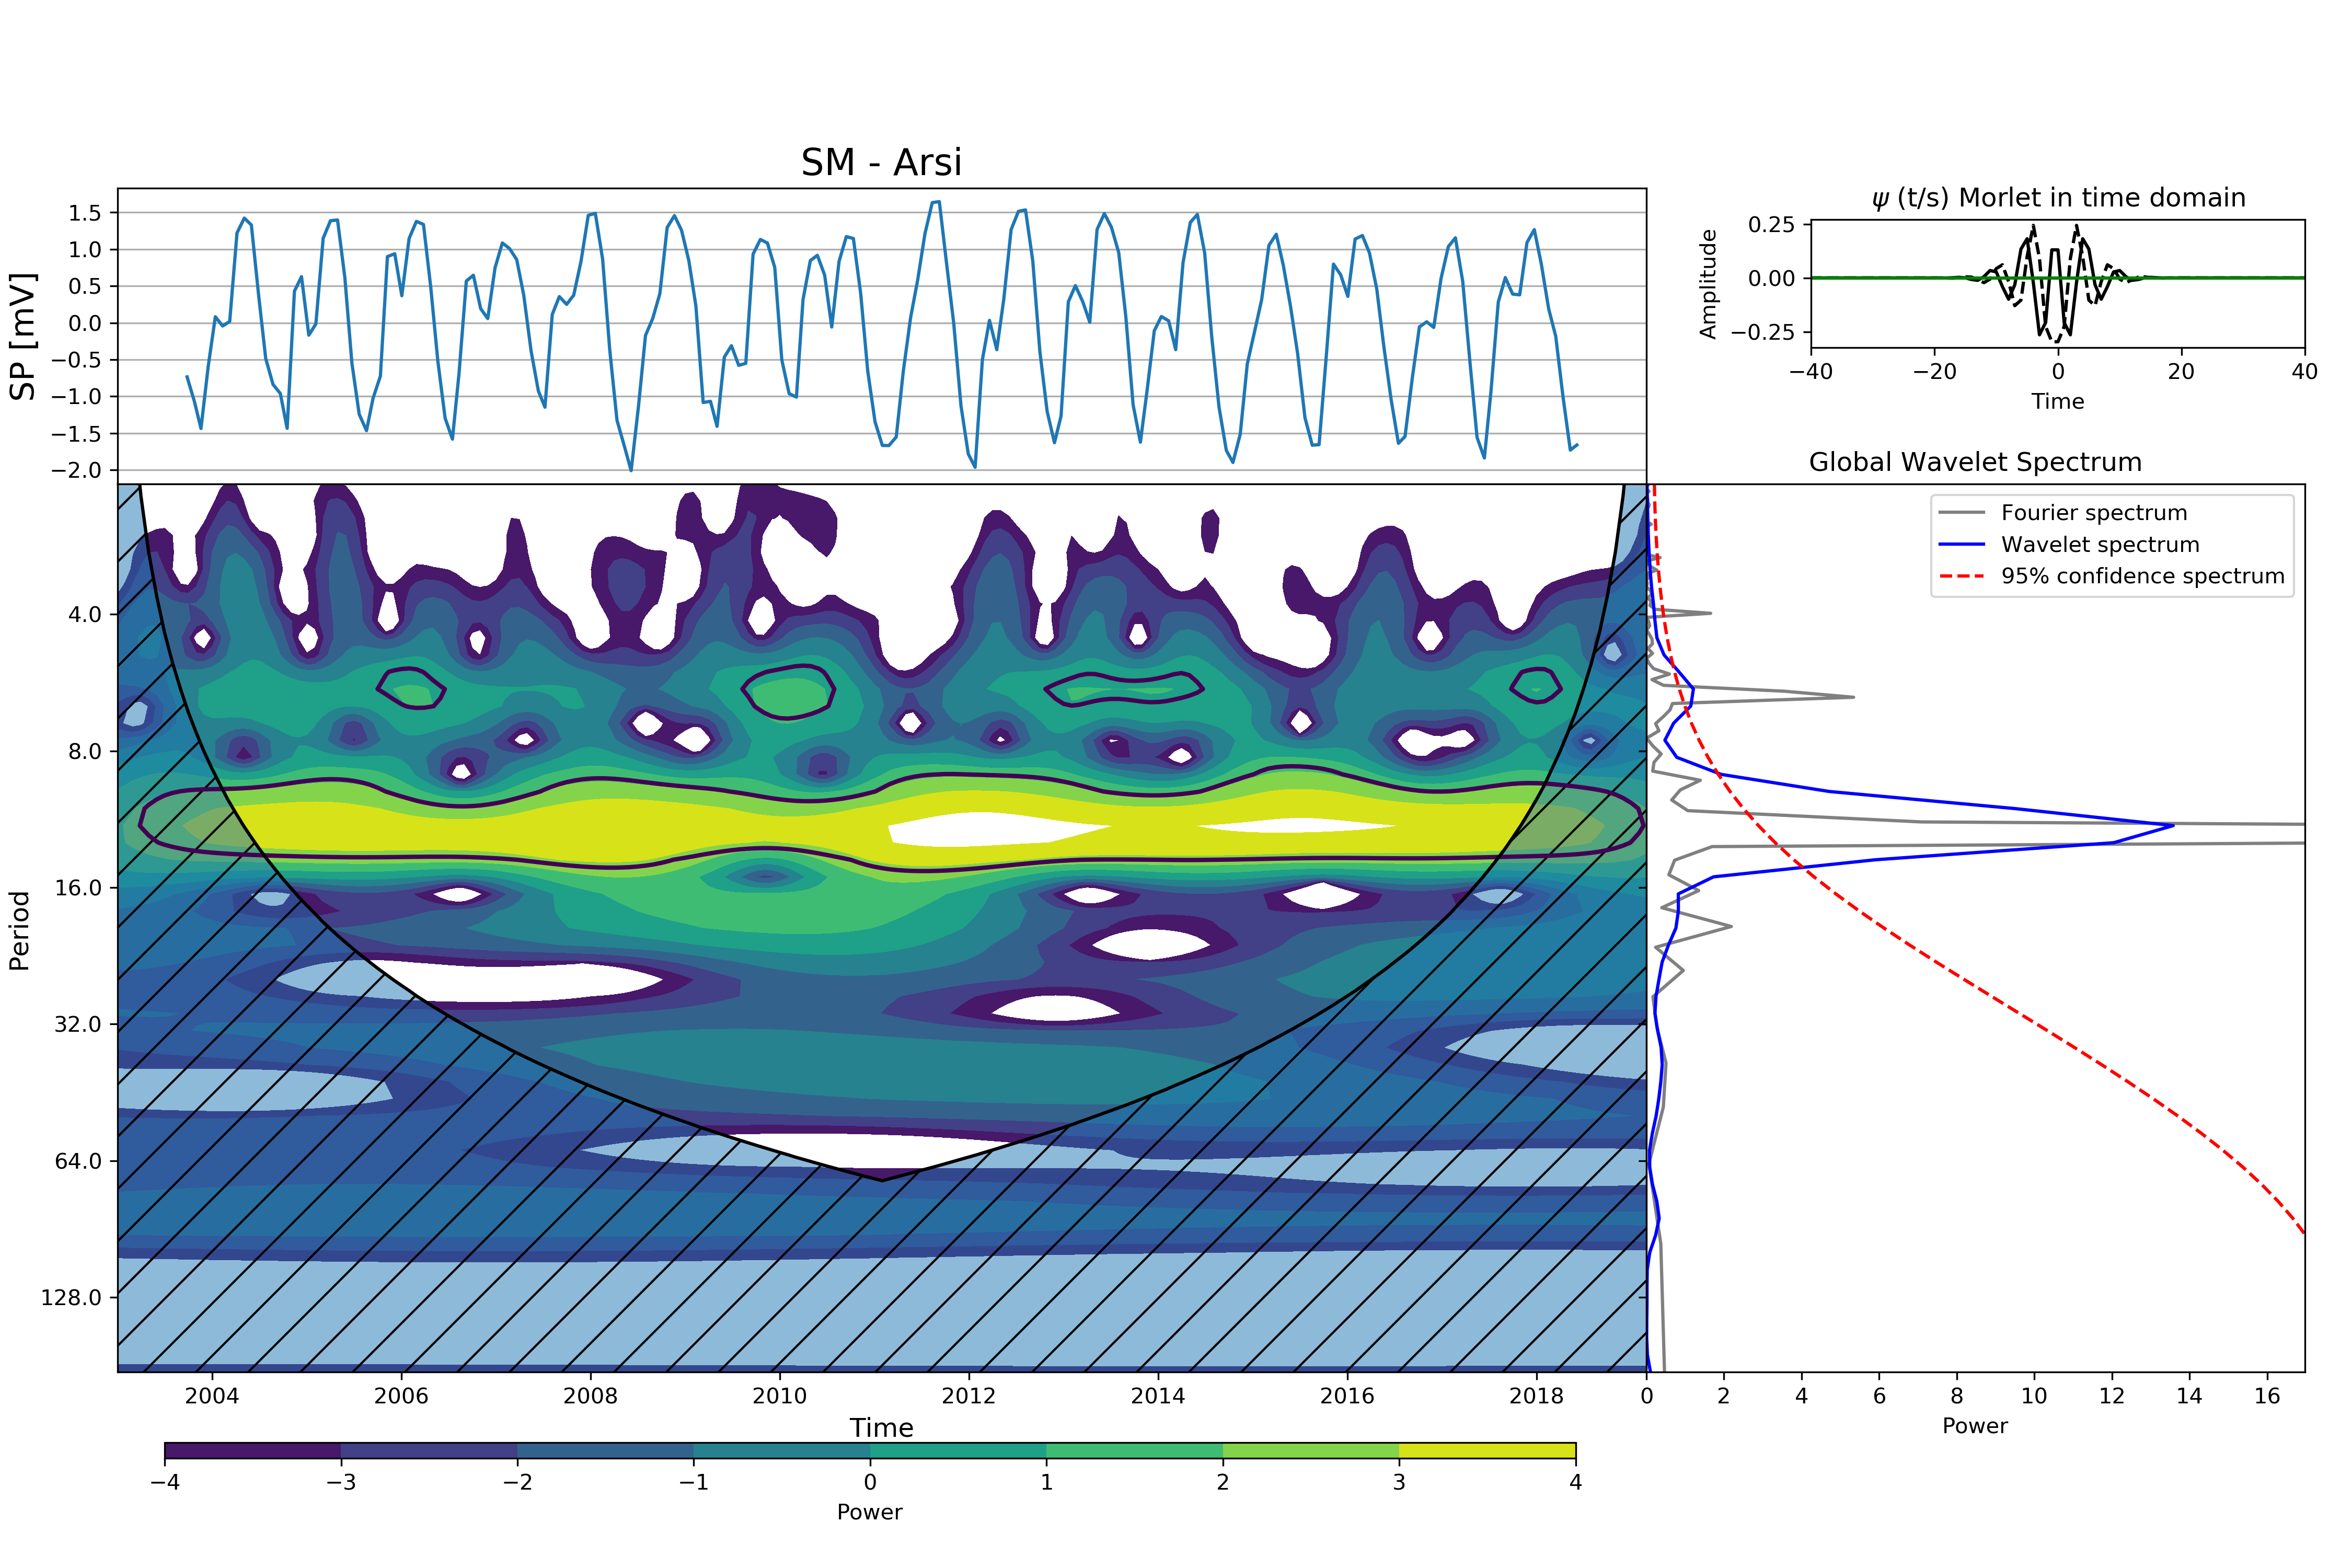 SM - Arsi
SP [mV]
1.5
1.0
0.5
0.0
−0.5
−1.0
−1.5
−2.0
ψ (t/s) Morlet in time domain
Amplitude
0.25
0.00
−0.25
−40 −20 0 20 40
Time
Period
4.0
8.0
16.0
32.0
64.0
128.0
2004 2006 2008 2010 2012 2014 2016 2018
Time
−4 −3 −2 −1 0 1 2 3 4
Power
Global Wavelet Spectrum
Fourier spectrum
Wavelet spectrum
95% confidence spectrum
0 2 4 6 8 10 12 14 16
Power